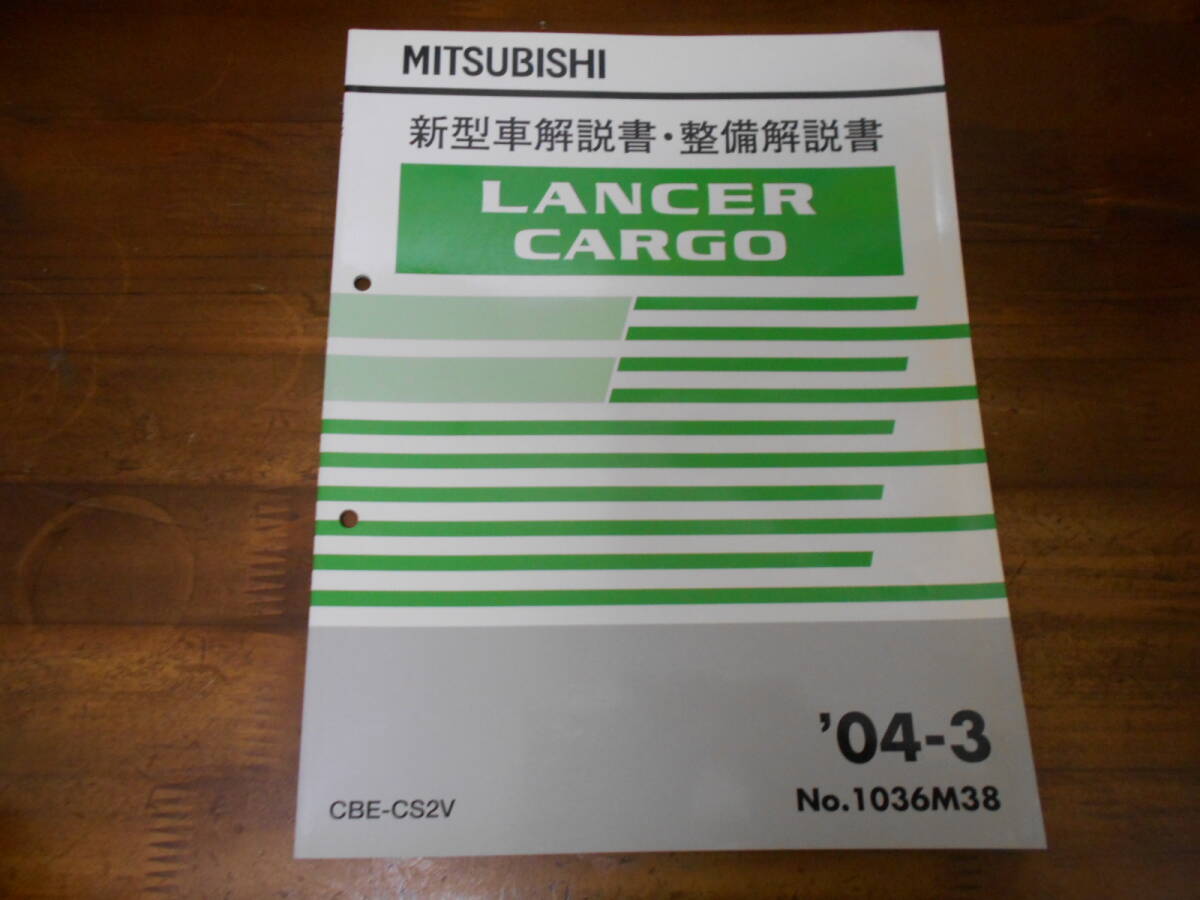 MITSUBISHI
新型車解説書・整備解説書
LANCER
CARGO
’04-3
CBE-CS2V
No.1036M38